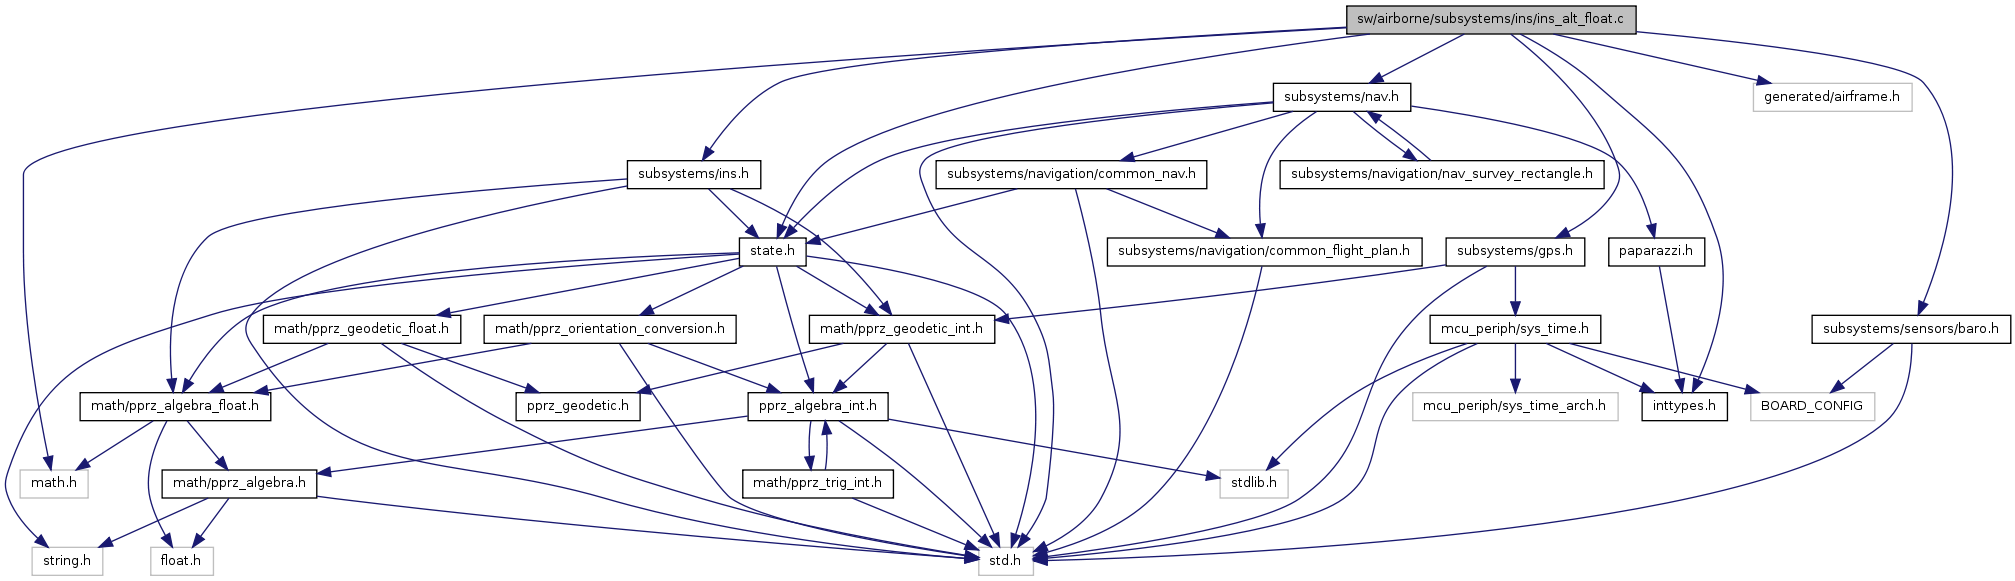 sw/airborne/subsystems/ins/ins_alt_float.c
subsystems/nav.h
generated/airframe.h
subsystems/ins.h
subsystems/navigation/common_nav.h
subsystems/navigation/nav_survey_rectangle.h
state.h
subsystems/navigation/common_flight_plan.h
subsystems/gps.h
paparazzi.h
math/pprz_geodetic_float.h
math/pprz_orientation_conversion.h
math/pprz_geodetic_int.h
mcu_periph/sys_time.h
subsystems/sensors/baro.h
math/pprz_algebra_float.h
pprz_geodetic.h
pprz_algebra_int.h
mcu_periph/sys_time_arch.h
inttypes.h
BOARD_CONFIG
math.h
math/pprz_algebra.h
math/pprz_trig_int.h
stdlib.h
string.h
float.h
std.h